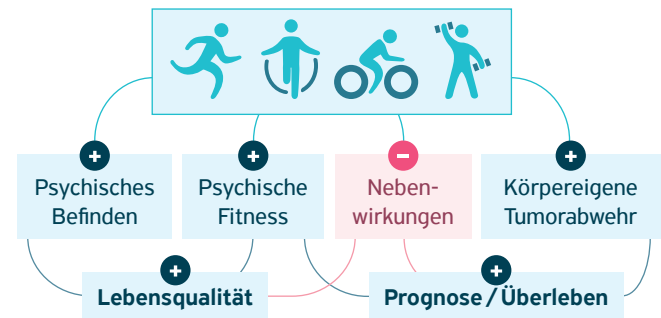 +
+
−
+
Psychisches
Befinden
Psychische
Fitness
Neben-
wirkungen
Körpereigene
Tumorabwehr
+
+
Lebensqualität
Prognose / Überleben